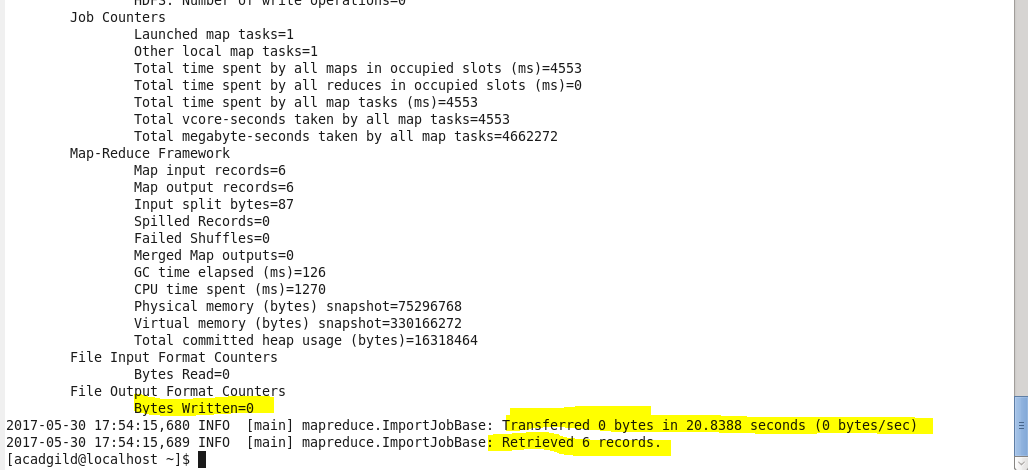 HDFS: Number of write operations=0
Job Counters
Launched map tasks=1
Other local map tasks=1
Total time spent by all maps in occupied slots (ms)=4553
Total time spent by all reduces in occupied slots (ms)=0
Total time spent by all map tasks (ms)=4553
Total vcore-seconds taken by all map tasks=4553
Total megabyte-seconds taken by all map tasks=4662272
Map-Reduce Framework
Map input records=6
Map output records=6
Input split bytes=87
Spilled Records=0
Failed Shuffles=0
Merged Map outputs=0
GC time elapsed (ms)=126
CPU time spent (ms)=1270
Physical memory (bytes) snapshot=75296768
Virtual memory (bytes) snapshot=330166272
Total committed heap usage (bytes)=16318464
File Input Format Counters
Bytes Read=0
File Output Format Counters
Bytes Written=0
2017-05-30 17:54:15,680 INFO  [main] mapreduce.ImportJobBase: Transferred 0 bytes in 20.8388 seconds (0 bytes/sec)
2017-05-30 17:54:15,689 INFO  [main] mapreduce.ImportJobBase: Retrieved 6 records.
[acadgild@localhost ~]$